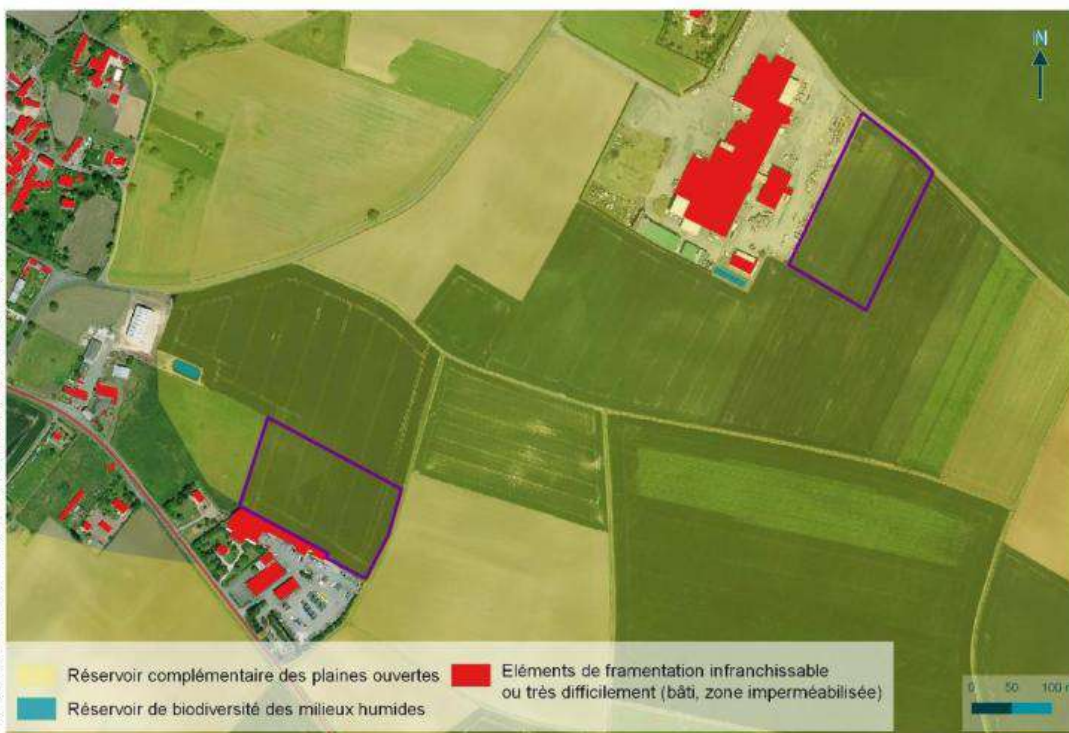 N
Réservoir complémentaire des plaines ouvertes
Réservoir de biodiversité des milieux humides
Eléments de framentation infranchissable
ou très difficilement (bâti, zone imperméabilisée)
0 50 100 m